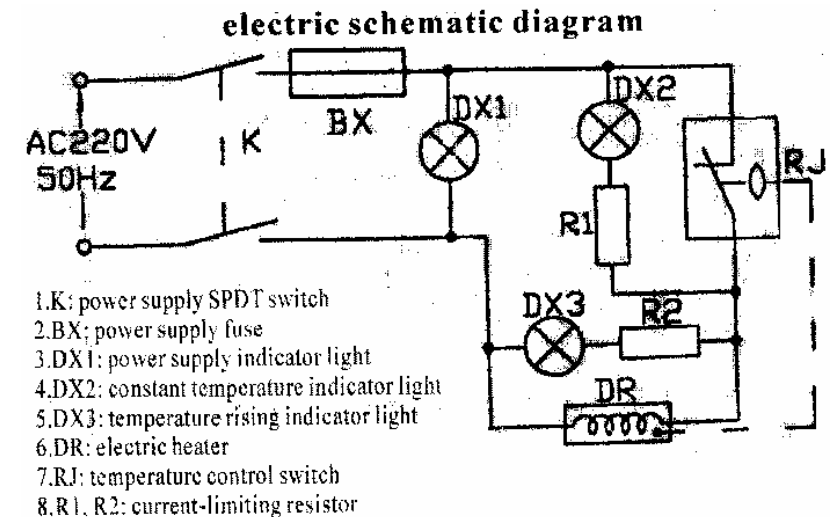 electric schematic diagram
DX2
DX1
BX
AC220V
K
50Hz
RJ
R1
DX3
R2
DR
1.K: power supply SPDT switch
2.BX: power supply fuse
3.DX1: power supply indicator light
4.DX2: constant temperature indicator light
5.DX3: temperature rising indicator light
6.DR: electric heater
7.RJ: temperature control switch
8.R1, R2: current-limiting resistor